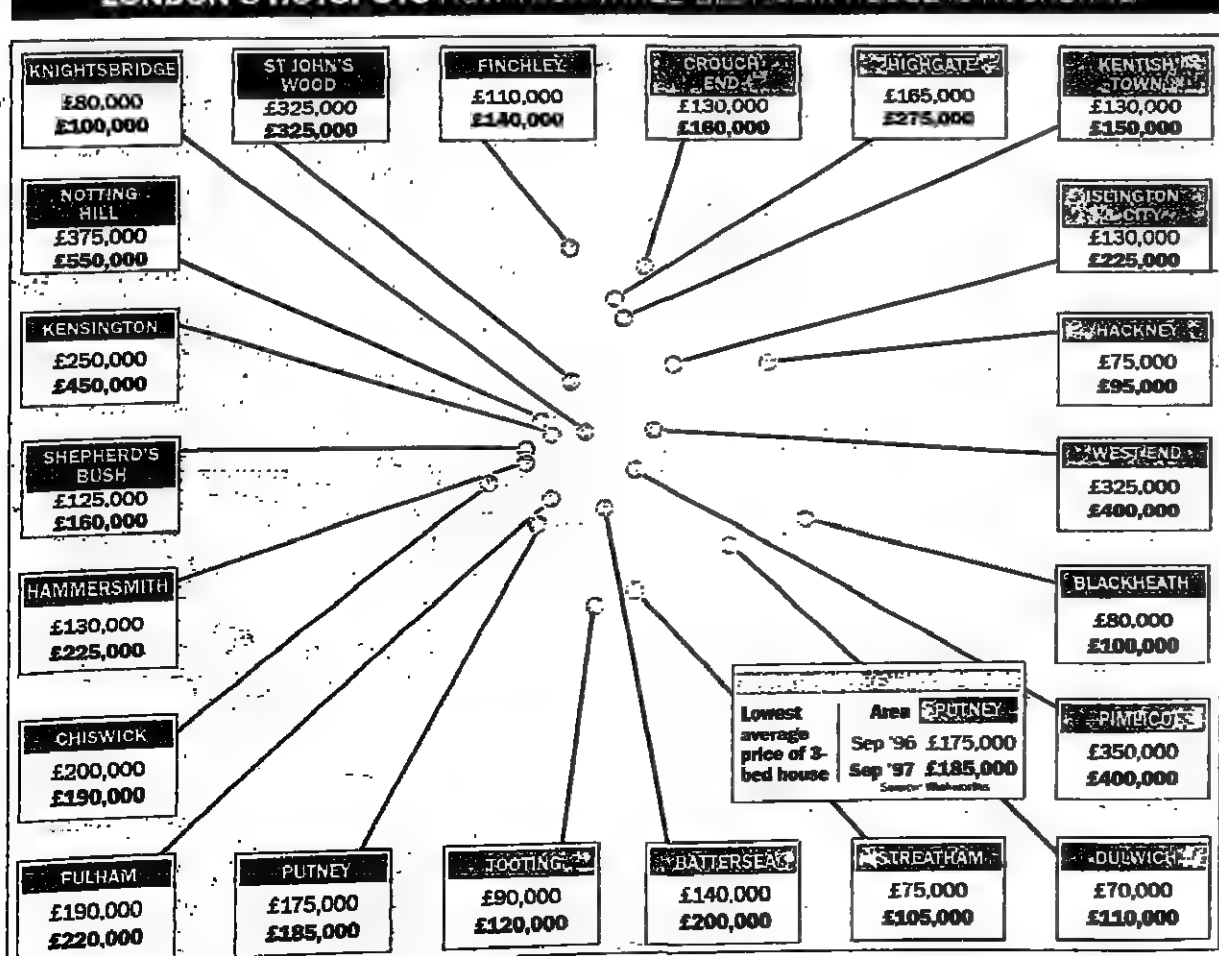 KNIGHTSBRIDGE
£80,000
£100,000
ST JOHN'S
WOOD
£325,000
£325,000
FINCHLEY
£110,000
£140,000
CROUCH
END
£130,000
£160,000
HIGHGATE
£165,000
£275,000
KENTISH
TOWN
£130,000
£150,000
NOTTING
HILL
£375,000
£550,000
ISLINGTON
CITY
£130,000
£225,000
KENSINGTON
£250,000
£450,000
HACKNEY
£75,000
£95,000
SHEPHERD'S
BUSH
£125,000
£160,000
WEST END
£325,000
£400,000
HAMMERSMITH
£130,000
£225,000
BLACKHEATH
£80,000
£100,000
CHISWICK
£200,000
£190,000
Lowest
average
price of 3-
bed house
Area PUTNEY
Sep '96 £175,000
Sep '97 £185,000
PIMLICO
£350,000
£400,000
FULHAM
£190,000
£220,000
PUTNEY
£175,000
£185,000
TOOTING
£90,000
£120,000
BATTERSEA
£140,000
£200,000
STREATHAM
£75,000
£105,000
DULWICH
£70,000
£110,000